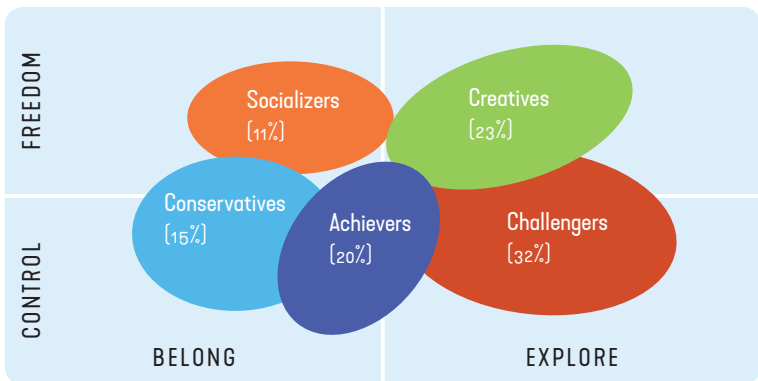 FREEDOM
Socializers
(11%)
Creatives
(23%)
Conservatives
(15%)
Achievers
(20%)
Challengers
(32%)
CONTROL
BELONG
EXPLORE